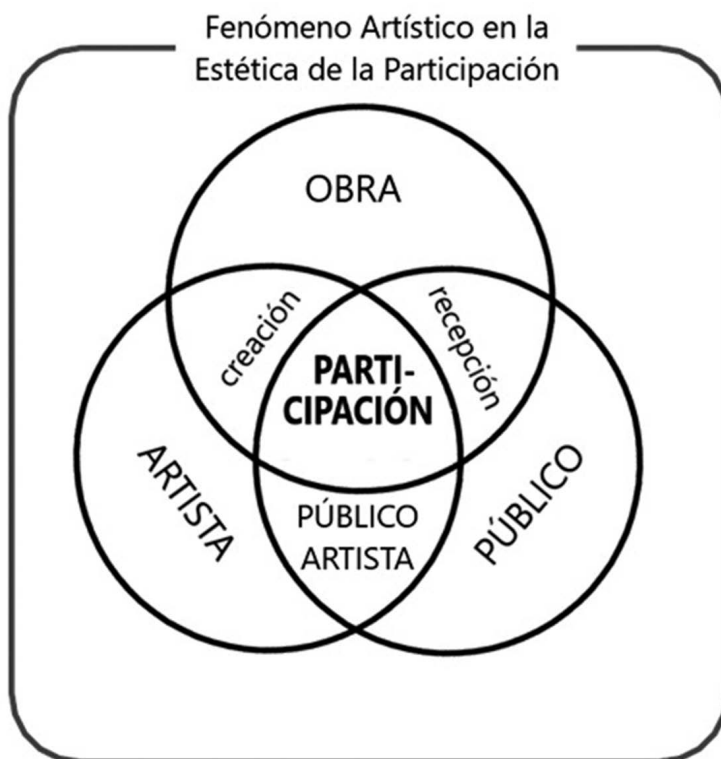 Fenómeno Artístico en la
Estética de la Participación
OBRA
creación
recepción
PARTI-
CIPACIÓN
ARTISTA
PÚBLICO
PÚBLICO
ARTISTA